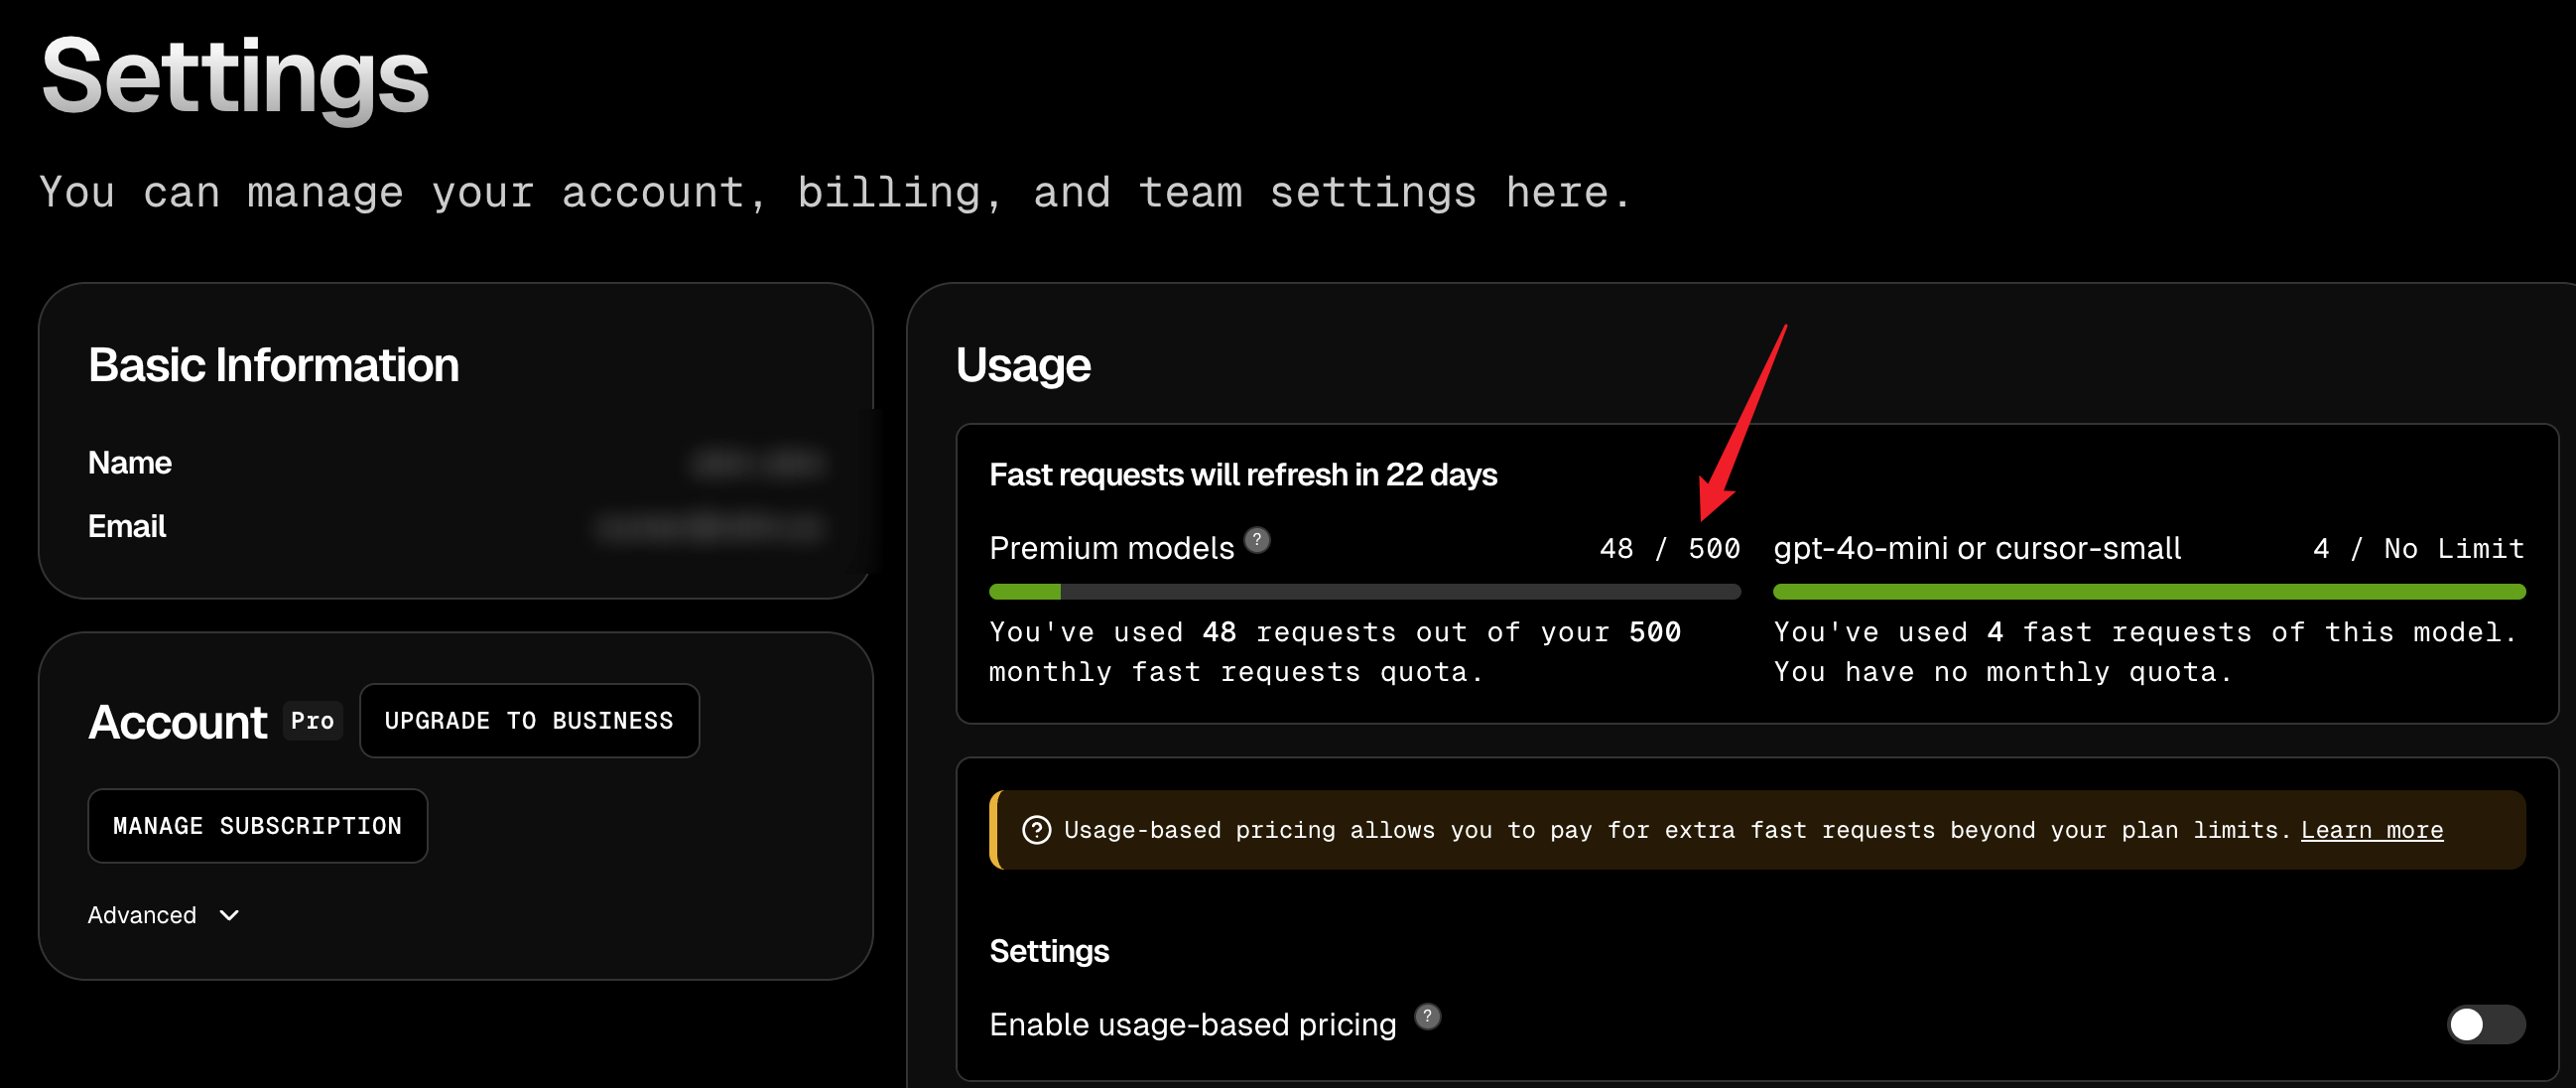 Settings
You can manage your account, billing, and team settings here.
Basic Information
Name
Email
Account Pro UPGRADE TO BUSINESS
MANAGE SUBSCRIPTION
Advanced
Usage
Fast requests will refresh in 22 days
Premium models ? 48 / 500
You've used 48 requests out of your 500
monthly fast requests quota.
gpt-4o-mini or cursor-small 4 / No Limit
You've used 4 fast requests of this model.
You have no monthly quota.
? Usage-based pricing allows you to pay for extra fast requests beyond your plan limits. Learn more
Settings
Enable usage-based pricing ?